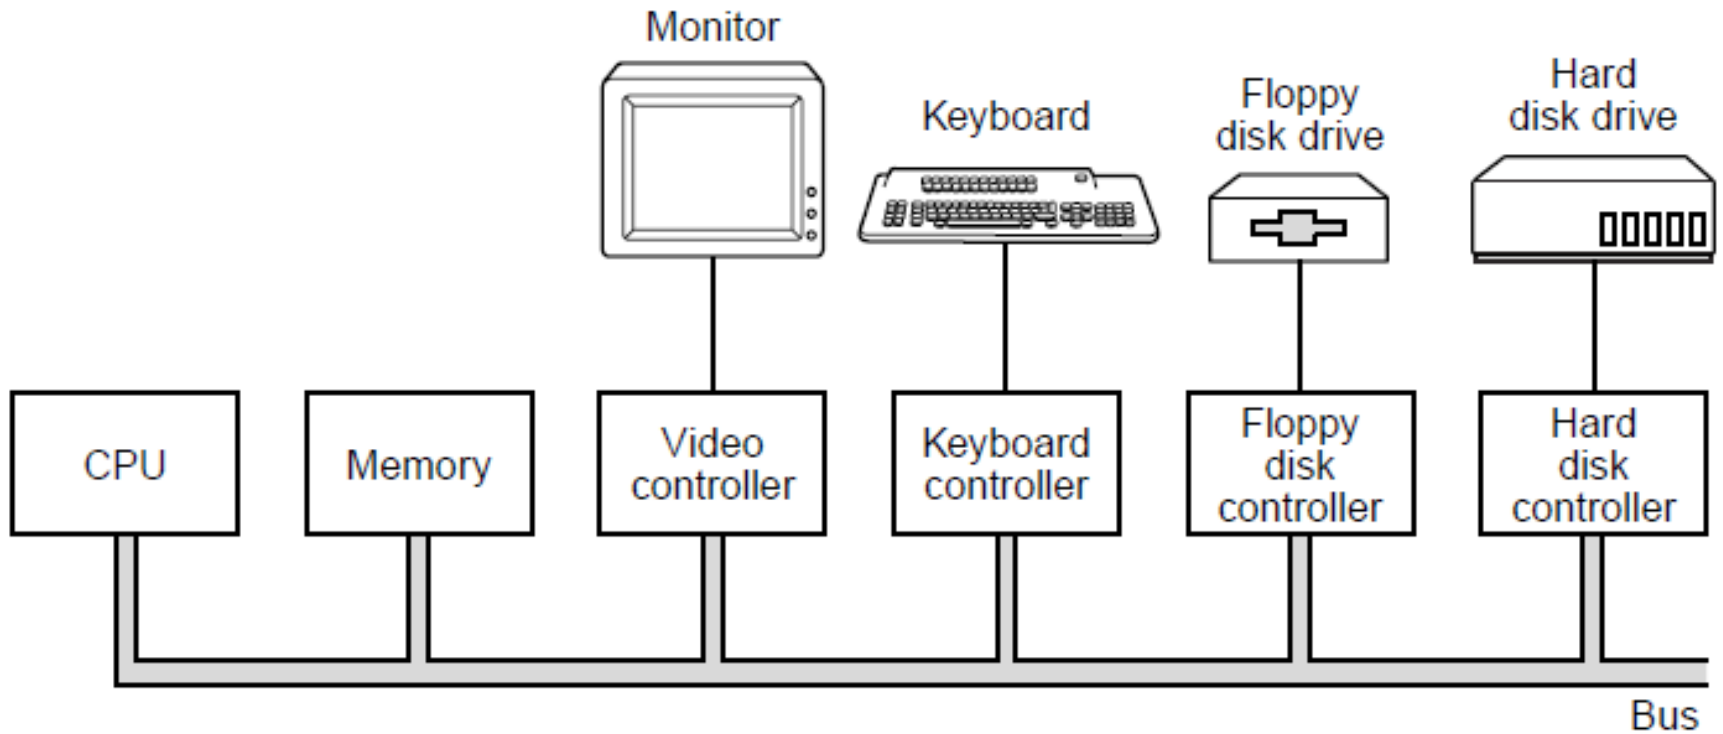 Monitor
Keyboard
Floppy
disk drive
Hard
disk drive
CPU
Memory
Video
controller
Keyboard
controller
Floppy
disk
controller
Hard
disk
controller
Bus